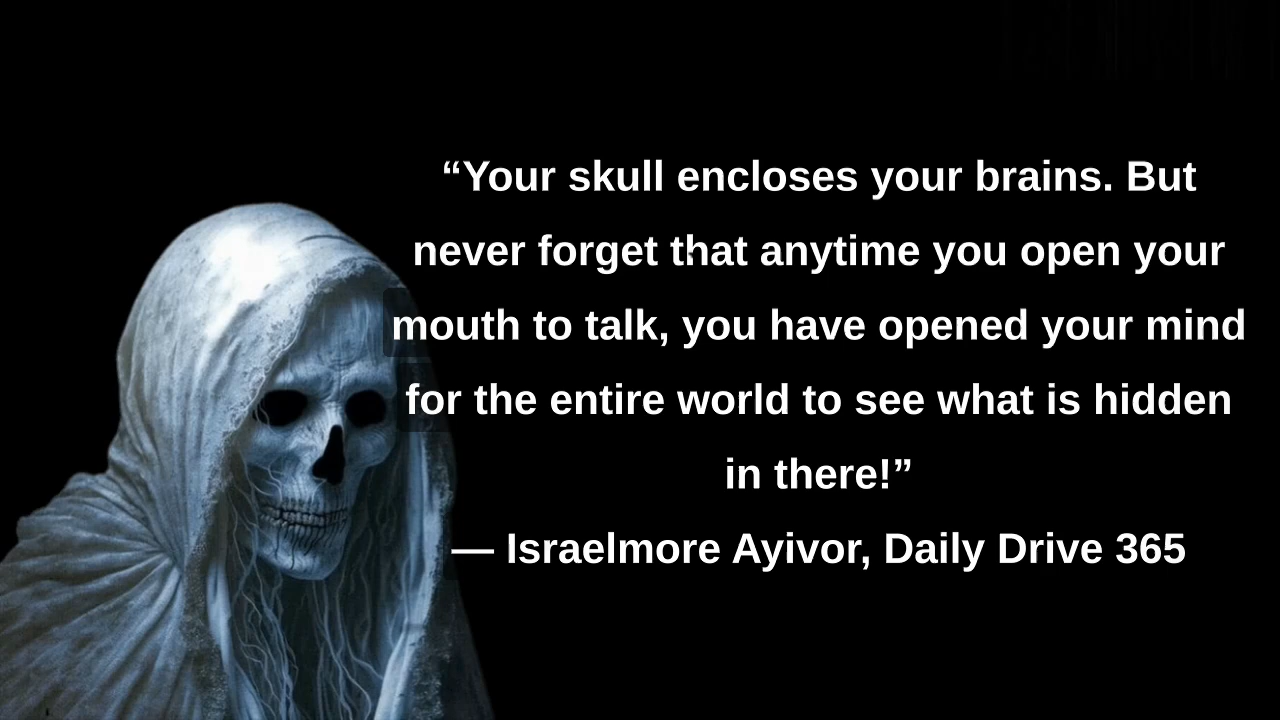 “Your skull encloses your brains. But
never forget that anytime you open your
mouth to talk, you have opened your mind
for the entire world to see what is hidden
in there!”
— Israelmore Ayivor, Daily Drive 365